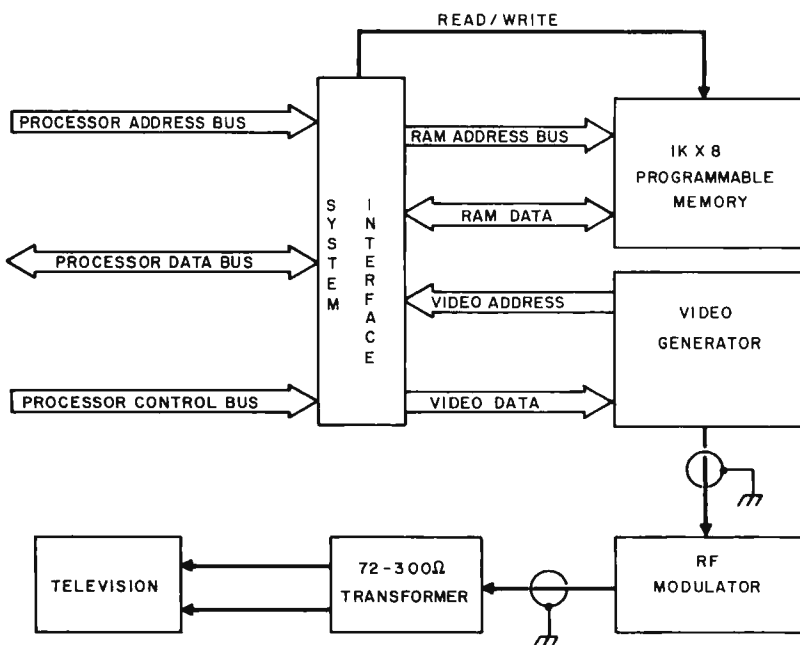 READ/WRITE
PROCESSOR ADDRESS BUS
RAM ADDRESS BUS
1K X 8
PROGRAMMABLE
MEMORY
SYSTEM
INTERFACE
RAM DATA
PROCESSOR DATA BUS
VIDEO ADDRESS
VIDEO
GENERATOR
PROCESSOR CONTROL BUS
VIDEO DATA
TELEVISION
72-300Ω
TRANSFORMER
RF
MODULATOR